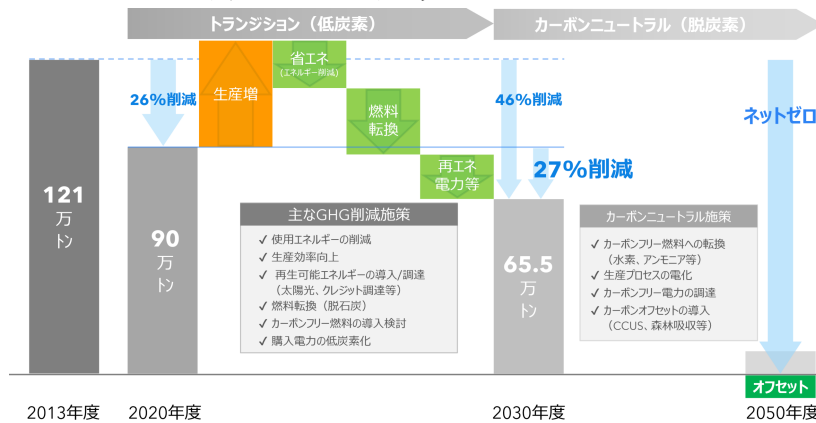 トランジション（低炭素）
カーボンニュートラル（脱炭素）
26%削減
生産増
省エネ
(エネルギー削減)
燃料
転換
再エネ
電力等
46%削減
27%削減
ネットゼロ
121
万
トン
90
万
トン
主なGHG削減施策
✓ 使用エネルギーの削減
✓ 生産効率向上
✓ 再生可能エネルギーの導入/調達
（太陽光、クレジット調達等）
✓ 燃料転換（脱石炭）
✓ カーボンフリー燃料の導入検討
✓ 購入電力の低炭素化
65.5
万
トン
カーボンニュートラル施策
✓ カーボンフリー燃料への転換
（水素、アンモニア等）
✓ 生産プロセスの電化
✓ カーボンフリー電力の調達
✓ カーボンオフセットの導入
（CCUS、森林吸収等）
オフセット
2013年度
2020年度
2030年度
2050年度